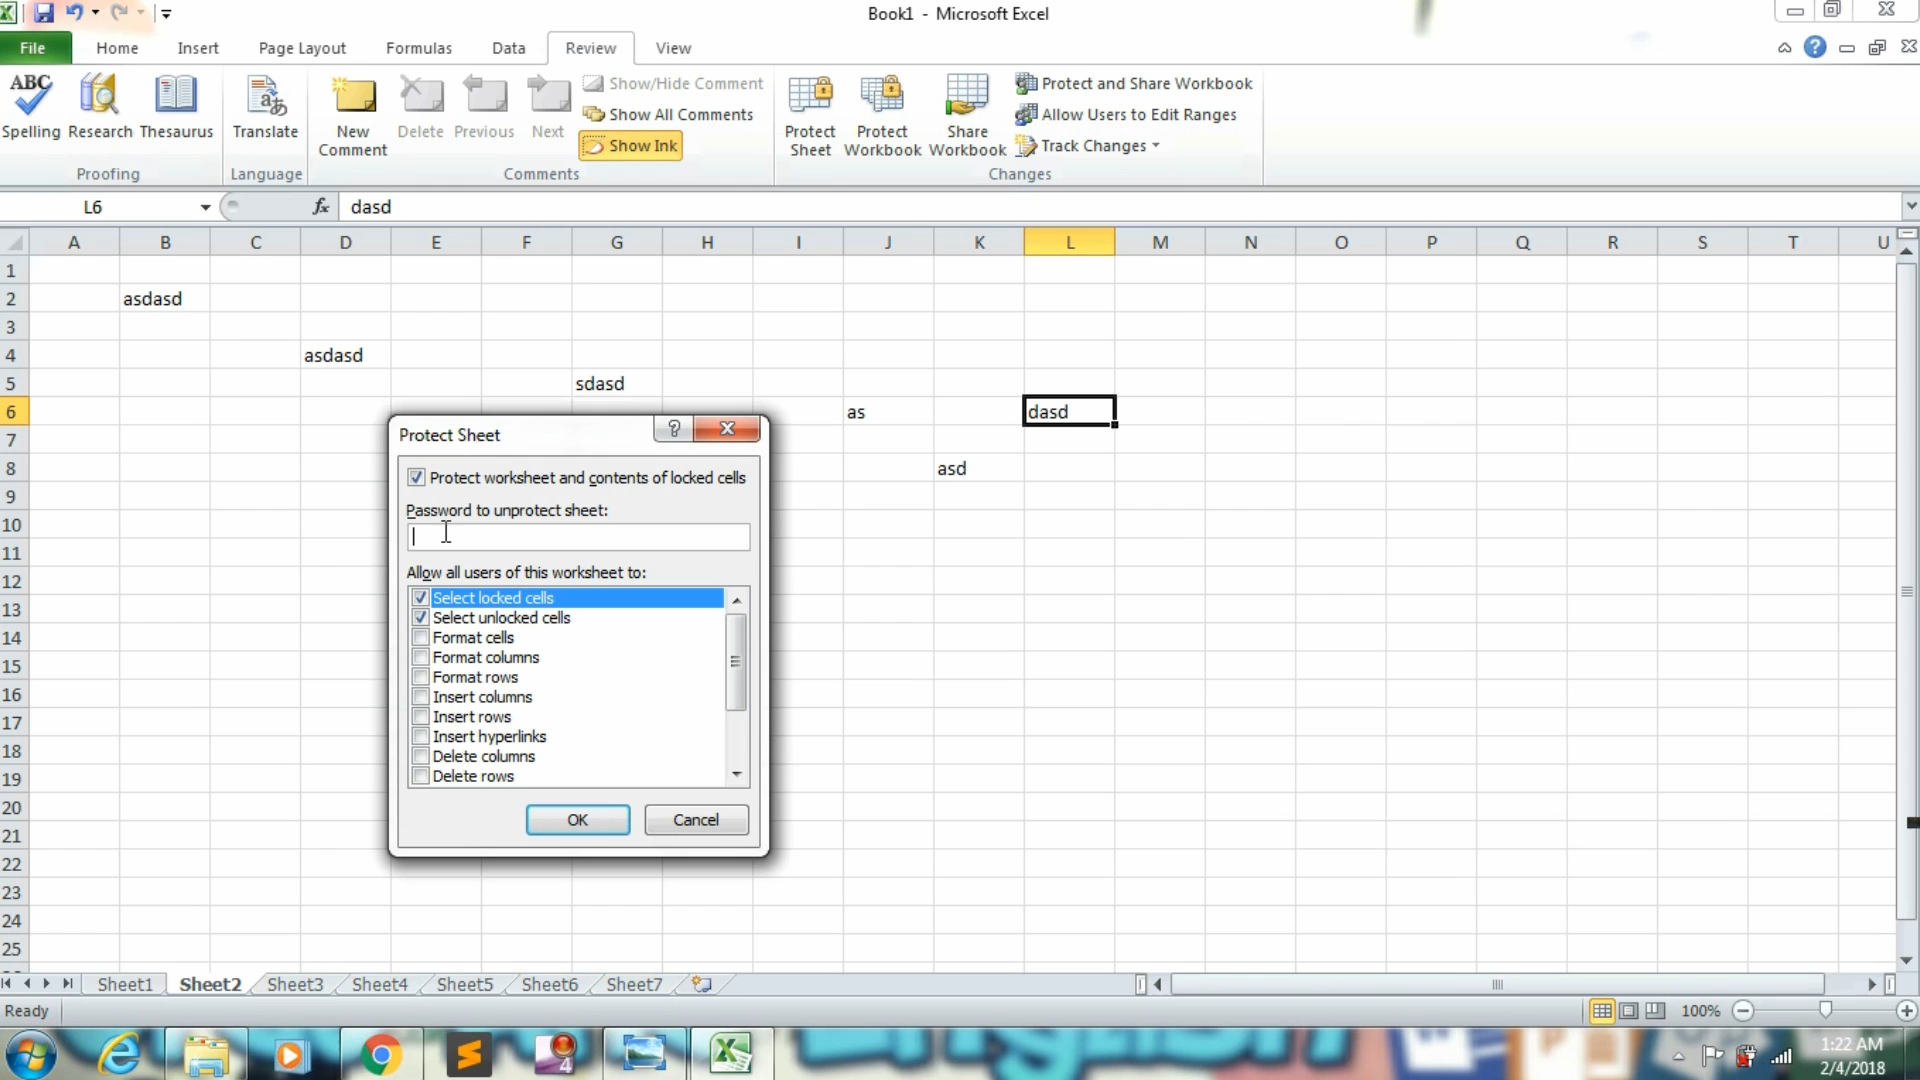 Book1 - Microsoft Excel
File Home Insert Page Layout Formulas Data Review View
ABC
Spelling Research Thesaurus
Proofing
Translate
Language
New Comment Delete Previous Next
Show/Hide Comment
Show All Comments
Show Ink
Comments
Protect Sheet Protect Workbook Share Workbook
Protect and Share Workbook
Allow Users to Edit Ranges
Track Changes
Changes
L6 fx dasd
A B C D E F G H I J K L M N O P Q R S T U
1
2 asdasd
3
4 asdasd
5 sdasd
6 as dasd
7
8 asd
9
10
11
12
13
14
15
16
17
18
19
20
21
22
23
24
25
Protect Sheet
Protect worksheet and contents of locked cells
Password to unprotect sheet:
Allow all users of this worksheet to:
Select locked cells
Select unlocked cells
Format cells
Format columns
Format rows
Insert columns
Insert rows
Insert hyperlinks
Delete columns
Delete rows
OK Cancel
Sheet1 Sheet2 Sheet3 Sheet4 Sheet5 Sheet6 Sheet7
Ready 100%
4
1:22 AM
2/4/2018